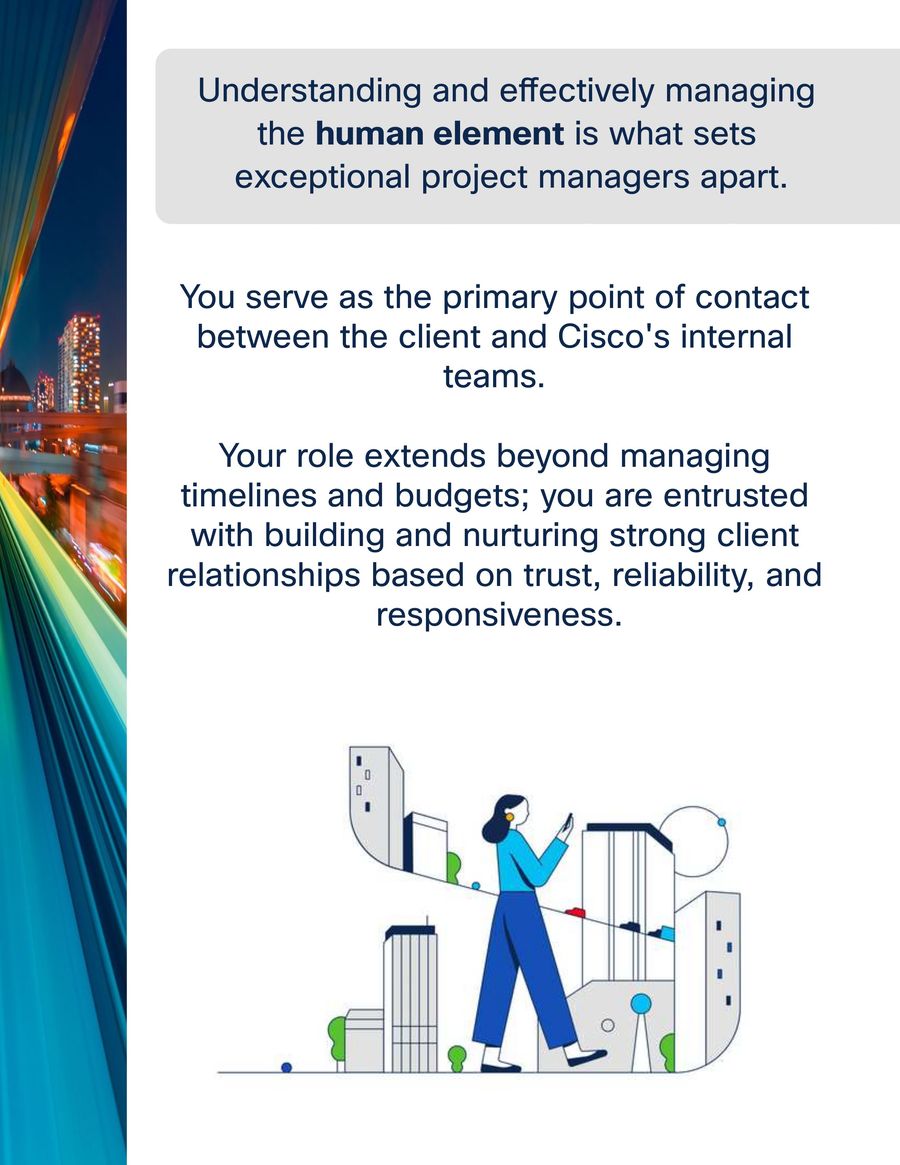 Understanding and effectively managing
the human element is what sets
exceptional project managers apart.
You serve as the primary point of contact
between the client and Cisco's internal
teams.
Your role extends beyond managing
timelines and budgets; you are entrusted
with building and nurturing strong client
relationships based on trust, reliability, and
responsiveness.